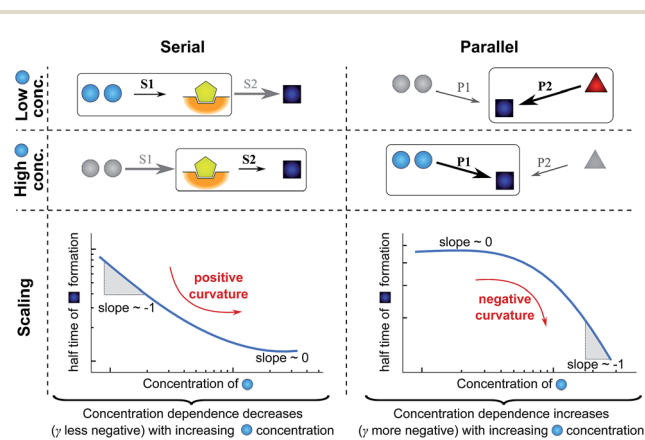 Serial
Parallel
Low
conc.
S1
S2
P1
P2
High
conc.
S1
S2
P1
P2
Scaling
half time of formation
positive
curvature
slope ~ -1
slope ~ 0
Concentration of
half time of formation
slope ~ 0
negative
curvature
slope ~ -1
Concentration of
Concentration dependence decreases
(γ less negative) with increasing concentration
Concentration dependence increases
(γ more negative) with increasing concentration